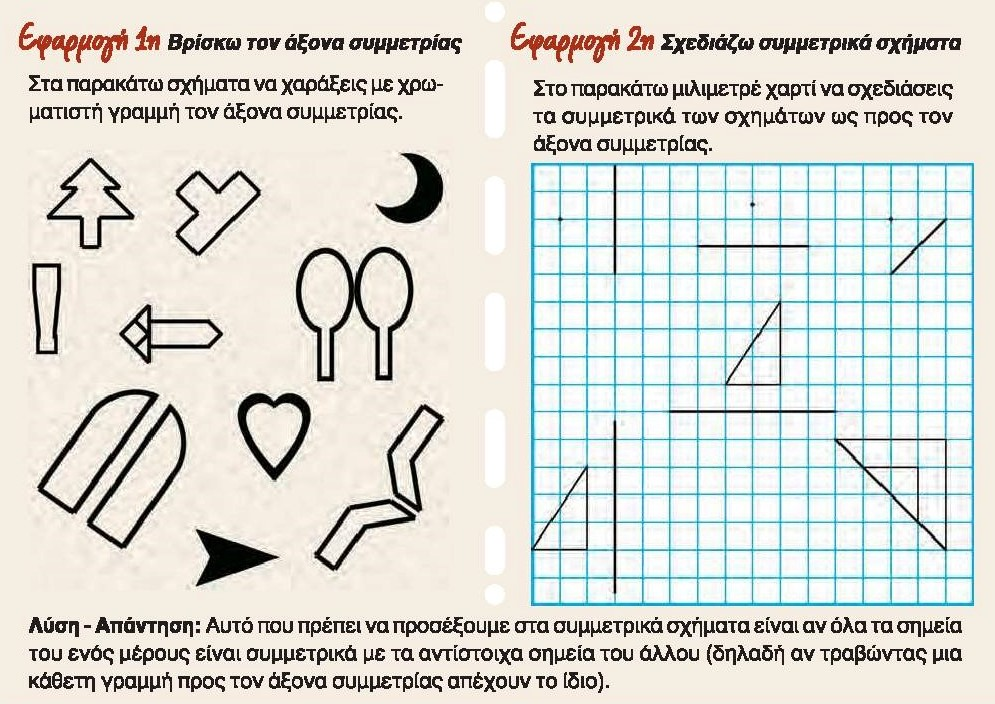 Εφαρμογή 1η Βρίσκω τον άξονα συμμετρίας
Στα παρακάτω σχήματα να χαράξεις με χρω-
ματιστή γραμμή τον άξονα συμμετρίας.
Εφαρμογή 2η Σχεδιάζω συμμετρικά σχήματα
Στο παρακάτω μιλιμετρέ χαρτί να σχεδιάσεις
τα συμμετρικά των σχημάτων ως προς τον
άξονα συμμετρίας.
Λύση - Απάντηση: Αυτό που πρέπει να προσέξουμε στα συμμετρικά σχήματα είναι αν όλα τα σημεία
του ενός μέρους είναι συμμετρικά με τα αντίστοιχα σημεία του άλλου (δηλαδή αν τραβώντας μια
κάθετη γραμμή προς τον άξονα συμμετρίας απέχουν το ίδιο).